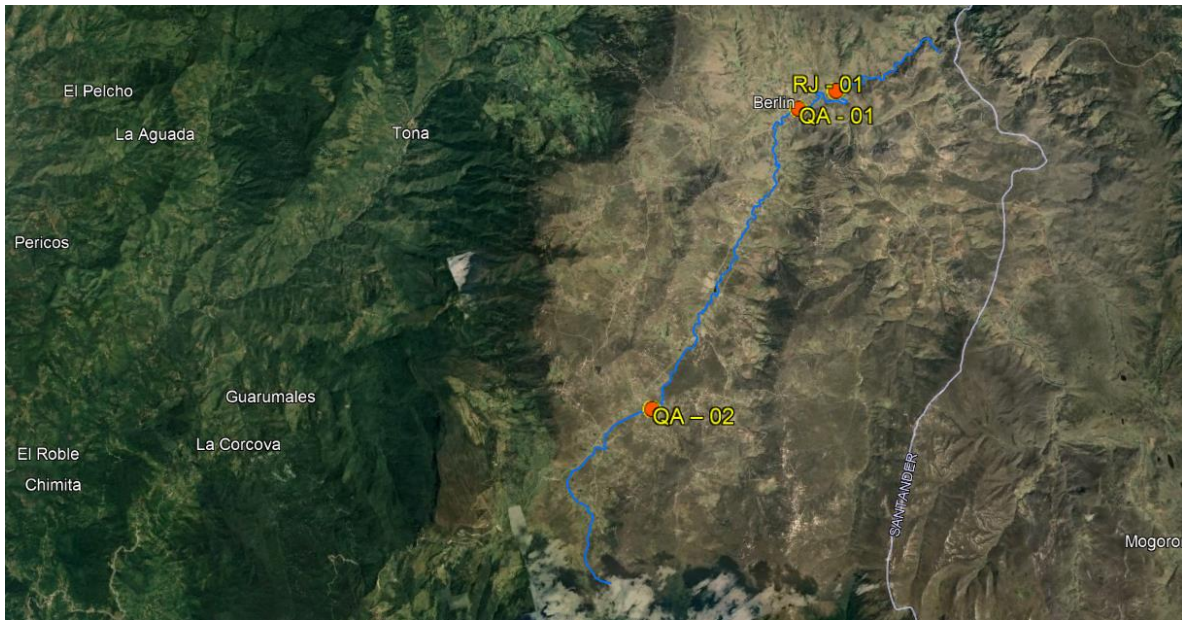 RJ - 01
El Pelcho
Berlin
QA - 01
La Aguada
Tona
Pericos
Guarumales
QA – 02
La Corcova
El Roble
Chimita
SANTANDER
Mogoro